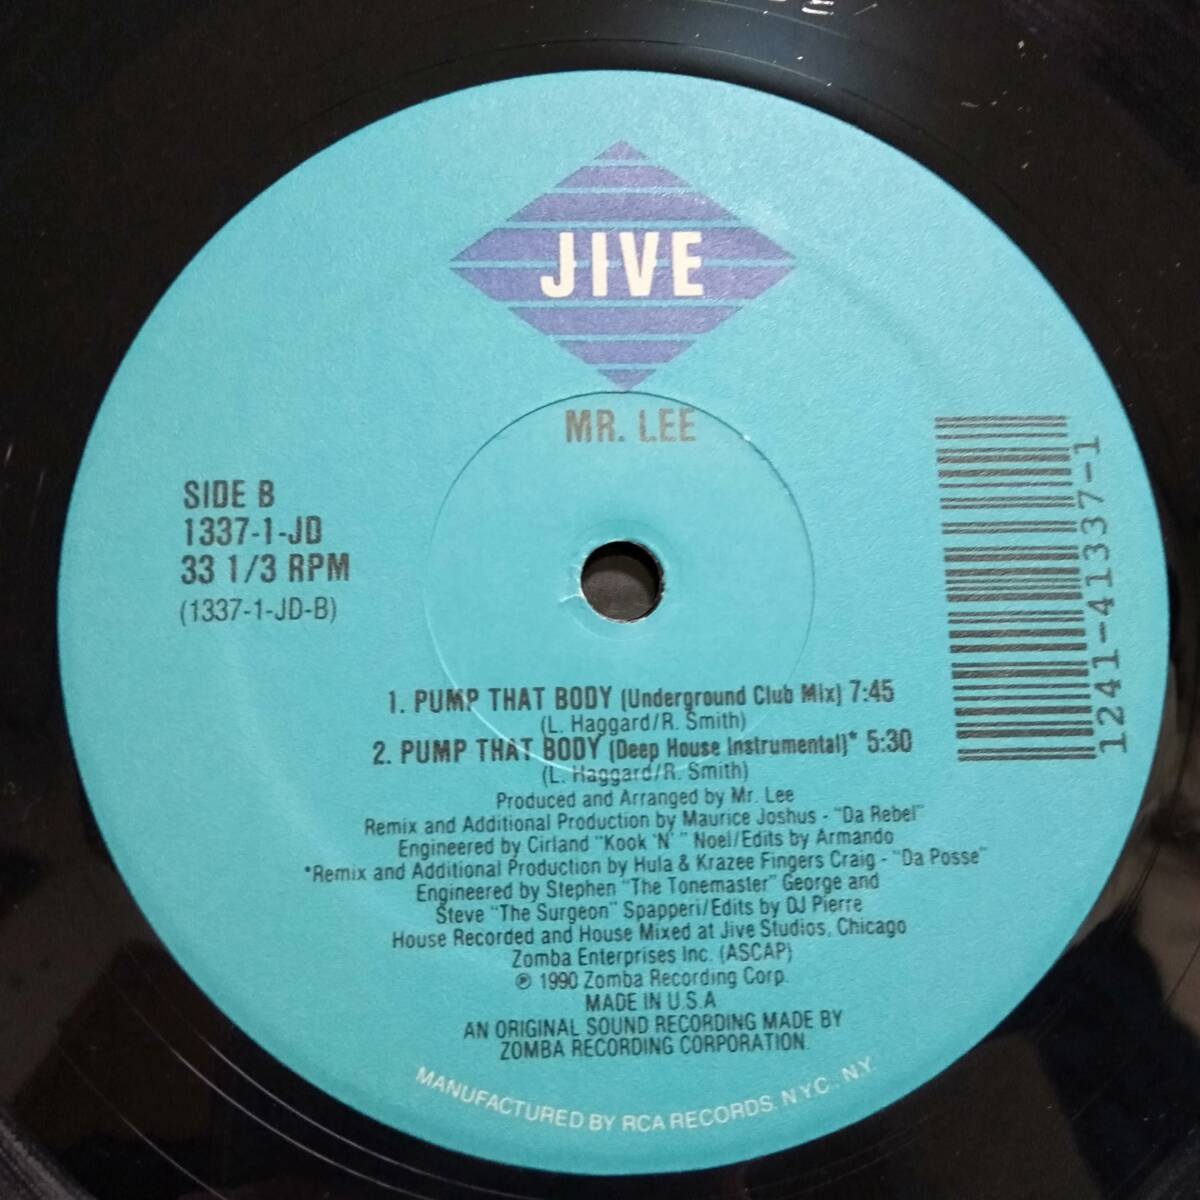 JIVE
MR. LEE
SIDE B
1337-1-JD
33 1/3 RPM
(1337-1-JD-B)
1241-41337-1
1. PUMP THAT BODY (Underground Club Mix) 7:45
(L. Haggard/R. Smith)
2. PUMP THAT BODY (Deep House Instrumental)* 5:30
(L. Haggard/R. Smith)
Produced and Arranged by Mr. Lee
Remix and Additional Production by Maurice Joshus - "Da Rebel"
Engineered by Cirland "Kook 'N' " Noel/Edits by Armando
*Remix and Additional Production by Hula & Krazee Fingers Craig - "Da Posse"
Engineered by Stephen "The Tonemaster" George and
Steve "The Surgeon" Spapperi/Edits by DJ Pierre
House Recorded and House Mixed at Jive Studios, Chicago
Zomba Enterprises Inc. (ASCAP)
℗ 1990 Zomba Recording Corp.
MADE IN U.S.A
AN ORIGINAL SOUND RECORDING MADE BY
ZOMBA RECORDING CORPORATION.
MANUFACTURED BY RCA RECORDS, N.Y.C., N.Y.